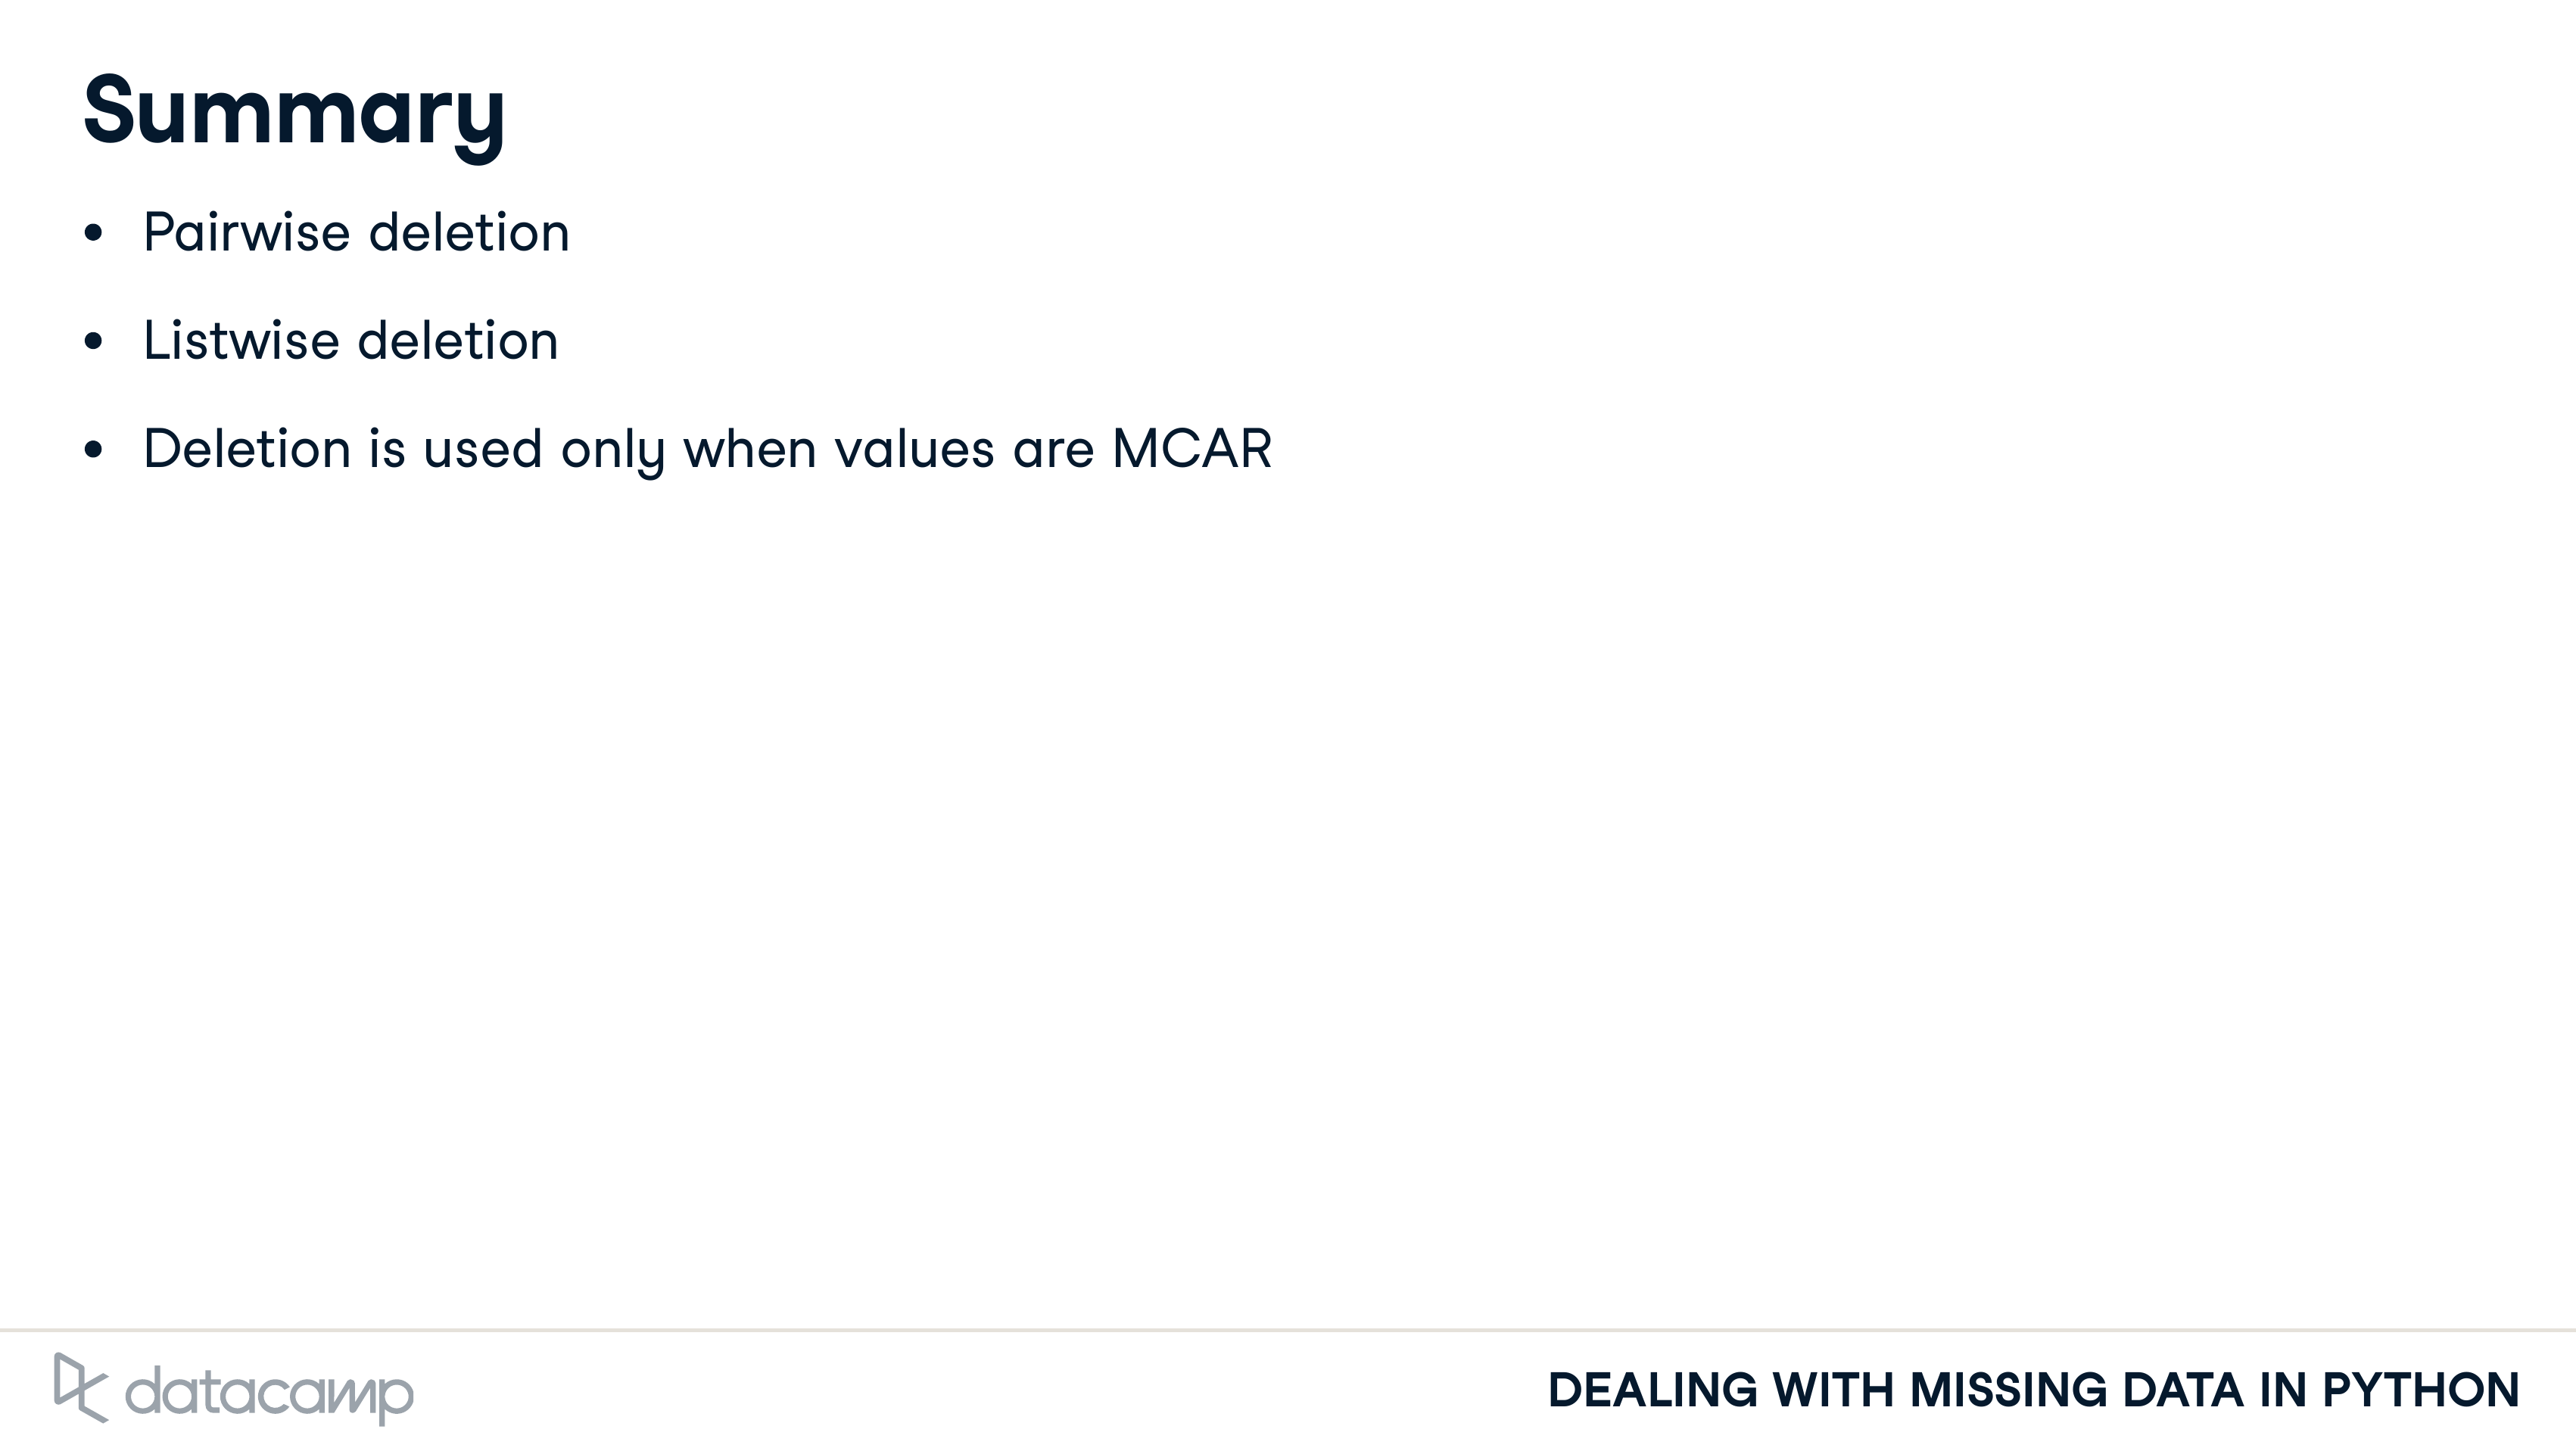 Summary
• Pairwise deletion
• Listwise deletion
• Deletion is used only when values are MCAR
datacamp
DEALING WITH MISSING DATA IN PYTHON